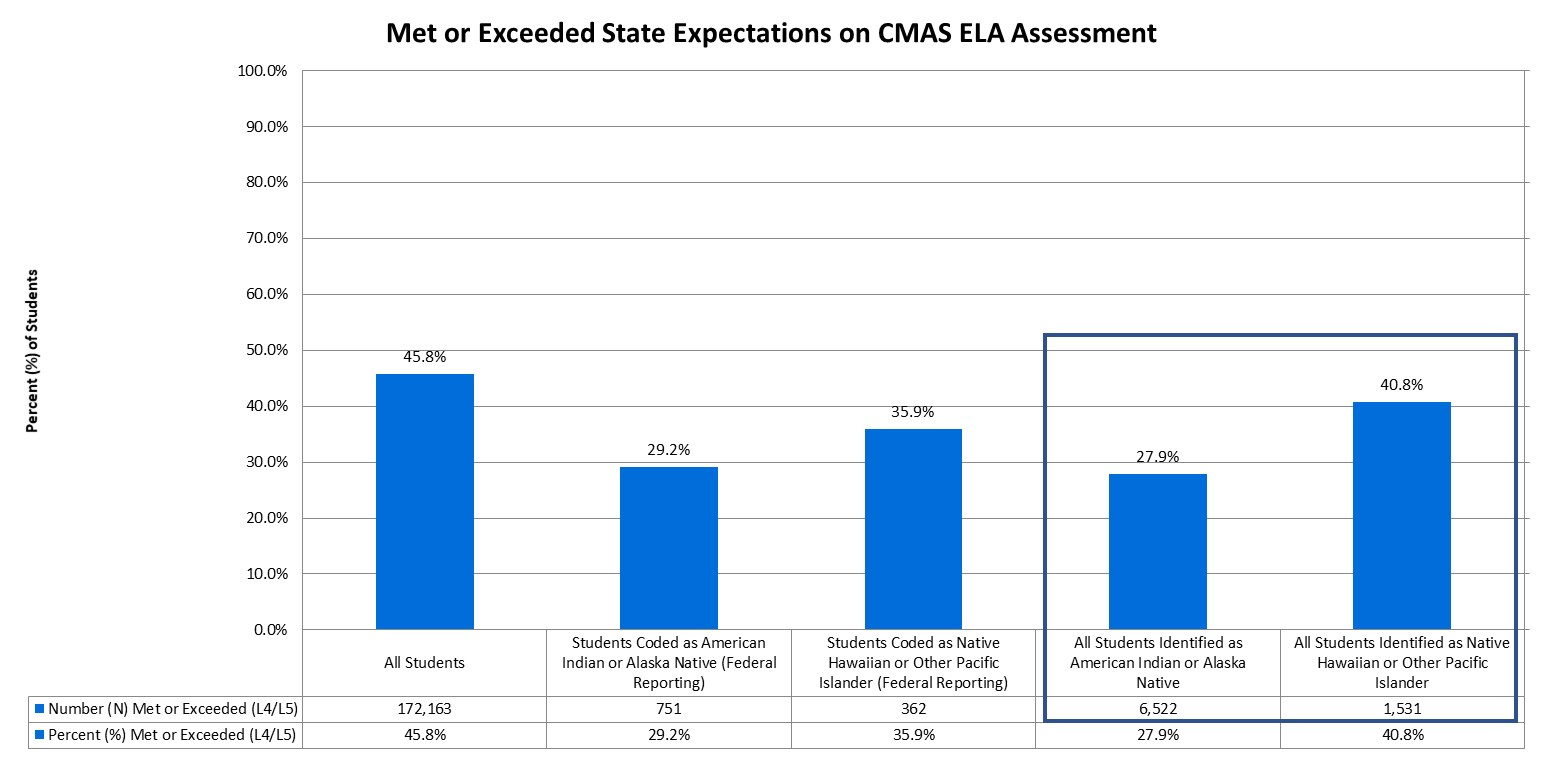 Met or Exceeded State Expectations on CMAS ELA Assessment
Percent (%) of Students
100.0%
90.0%
80.0%
70.0%
60.0%
50.0%
40.0%
30.0%
20.0%
10.0%
0.0%
45.8%
29.2%
35.9%
27.9%
40.8%
All Students
Students Coded as American
Indian or Alaska Native (Federal
Reporting)
Students Coded as Native
Hawaiian or Other Pacific
Islander (Federal Reporting)
All Students Identified as
American Indian or Alaska
Native
All Students Identified as Native
Hawaiian or Other Pacific
Islander
Number (N) Met or Exceeded (L4/L5) 172,163 751 362 6,522 1,531
Percent (%) Met or Exceeded (L4/L5) 45.8% 29.2% 35.9% 27.9% 40.8%